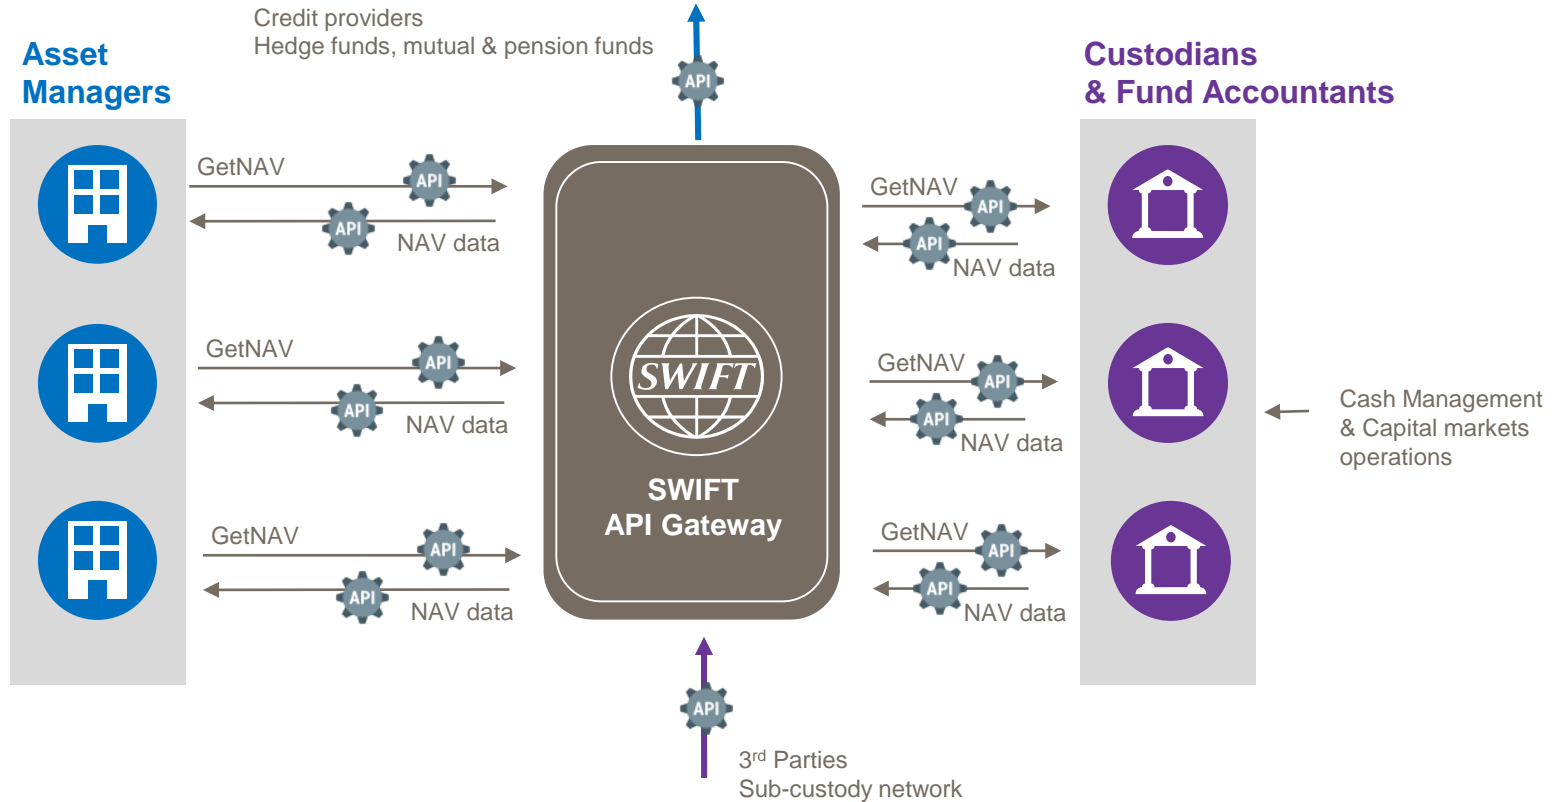 Credit providers
Hedge funds, mutual & pension funds
Asset
Managers
Custodians
& Fund Accountants
API
GetNAV
API
API
NAV data
GetNAV
API
API
NAV data
GetNAV
API
API
NAV data
SWIFT
SWIFT
API Gateway
GetNAV
API
API
NAV data
GetNAV
API
API
NAV data
GetNAV
API
API
NAV data
Cash Management
& Capital markets
operations
API
3rd Parties
Sub-custody network